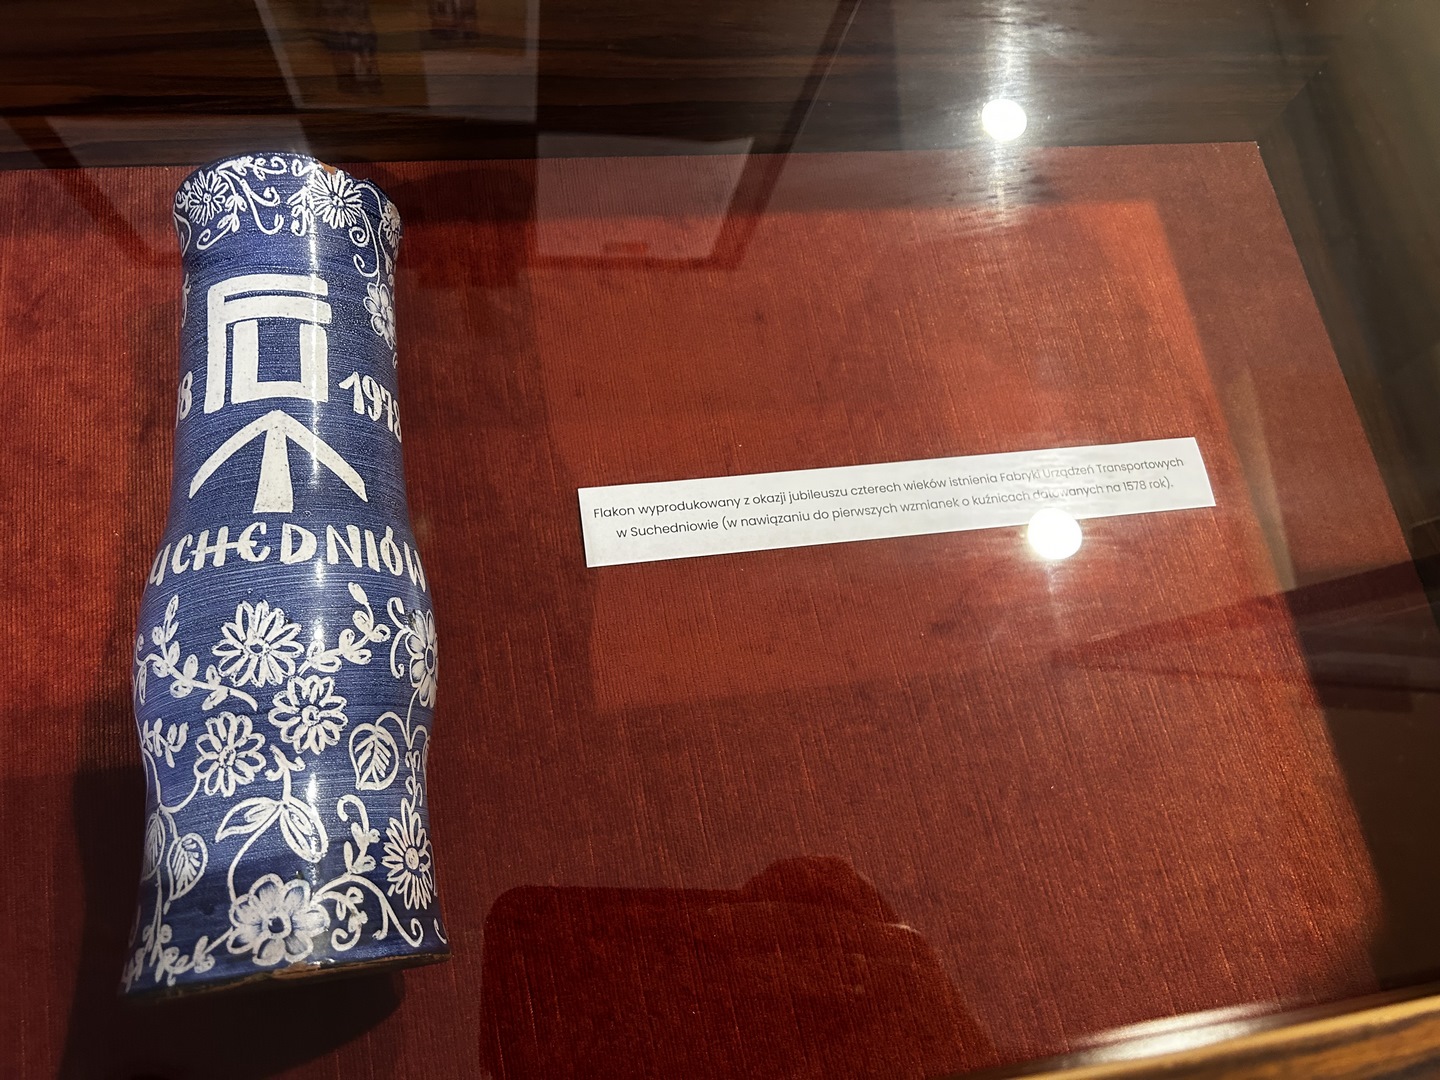 FUT
8 1978
UCHEDNIÓW
Flakon wyprodukowany z okazji jubileuszu czterech wieków istnienia Fabryki Urządzeń Transportowych
w Suchedniowie (w nawiązaniu do pierwszych wzmianek o kuźnicach datowanych na 1578 rok).